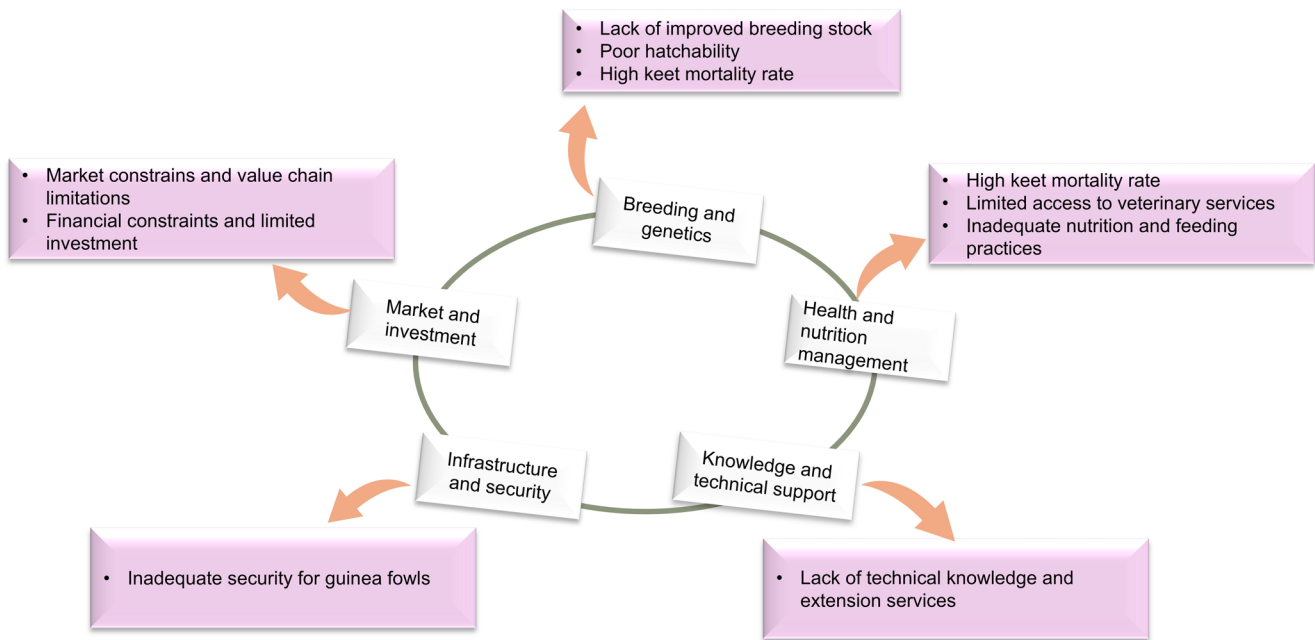 • Lack of improved breeding stock
• Poor hatchability
• High keet mortality rate
• Market constrains and value chain
limitations
• Financial constraints and limited
investment
• High keet mortality rate
• Limited access to veterinary services
• Inadequate nutrition and feeding
practices
Breeding and
genetics
Market and
investment
Health and
nutrition
management
Infrastructure
and security
Knowledge and
technical support
• Inadequate security for guinea fowls
• Lack of technical knowledge and
extension services